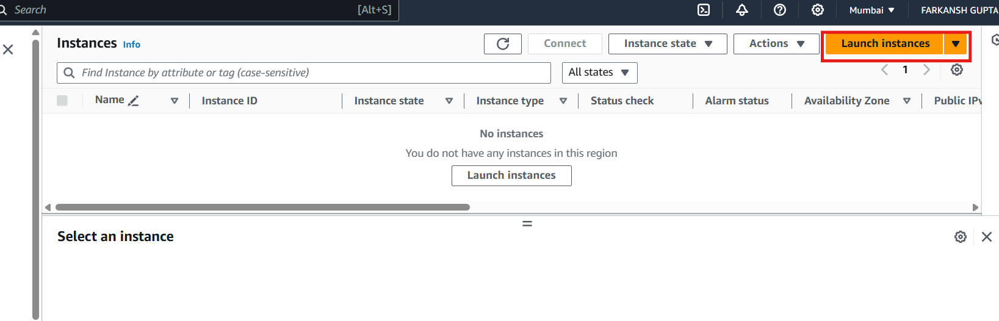 Search [Alt+S] Mumbai FARKANSH GUPTA
Instances Info Connect Instance state Actions Launch instances
Find Instance by attribute or tag (case-sensitive) All states 1
Name Instance ID Instance state Instance type Status check Alarm status Availability Zone Public IPv
No instances
You do not have any instances in this region
Launch instances
Select an instance